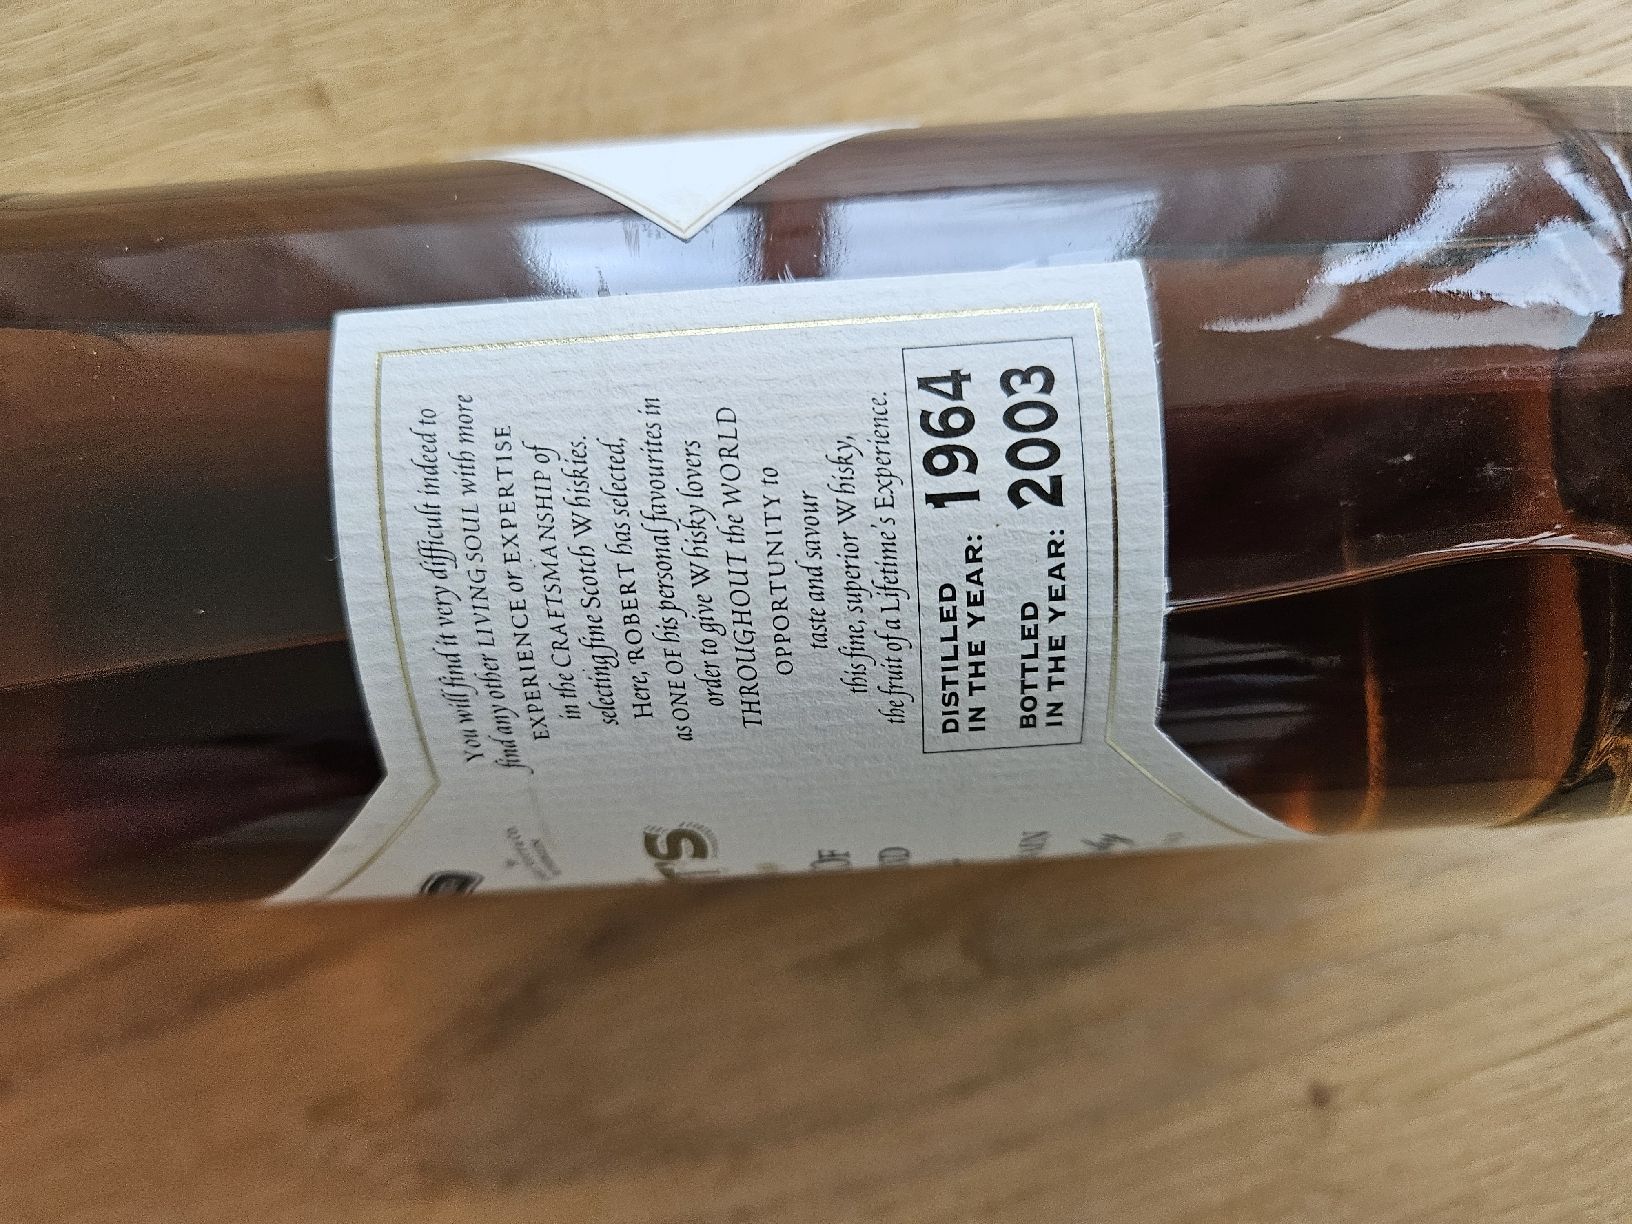 You will find it very difficult indeed to
find any other LIVING SOUL with more
EXPERIENCE or EXPERTISE
in the CRAFTSMANSHIP of
selecting fine Scotch Whiskies.
Here, ROBERT has selected,
as ONE OF his personal favourites in
order to give Whisky lovers
THROUGHOUT the WORLD
OPPORTUNITY to
taste and savour
this fine, superior Whisky,
the fruit of a Lifetime's Experience.
DISTILLED
IN THE YEAR: 1964
BOTTLED
IN THE YEAR: 2003